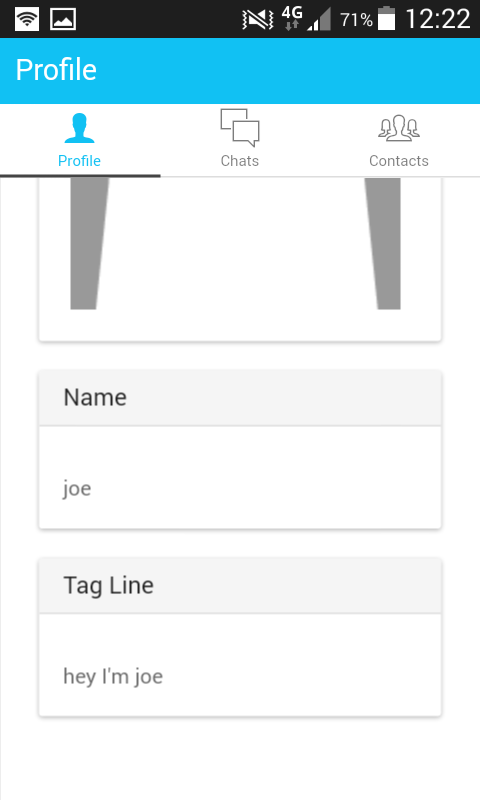 4G 71% 12:22
Profile
Profile Chats Contacts
Name
joe
Tag Line
hey I'm joe